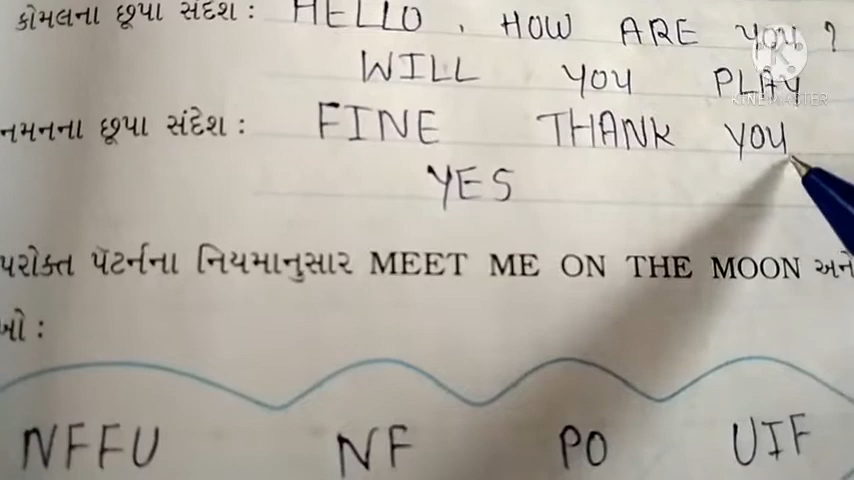 કોમલના છૂપા સંદેશ : HELLO , HOW ARE YOU ?
WILL YOU PLAY
KINEMASTER
નમનના છૂપા સંદેશ : FINE THANK YOU
YES
પરોક્ત પૅટર્નના નિયમાનુસાર MEET ME ON THE MOON અને
ખો :
NFFU NF PO UIF